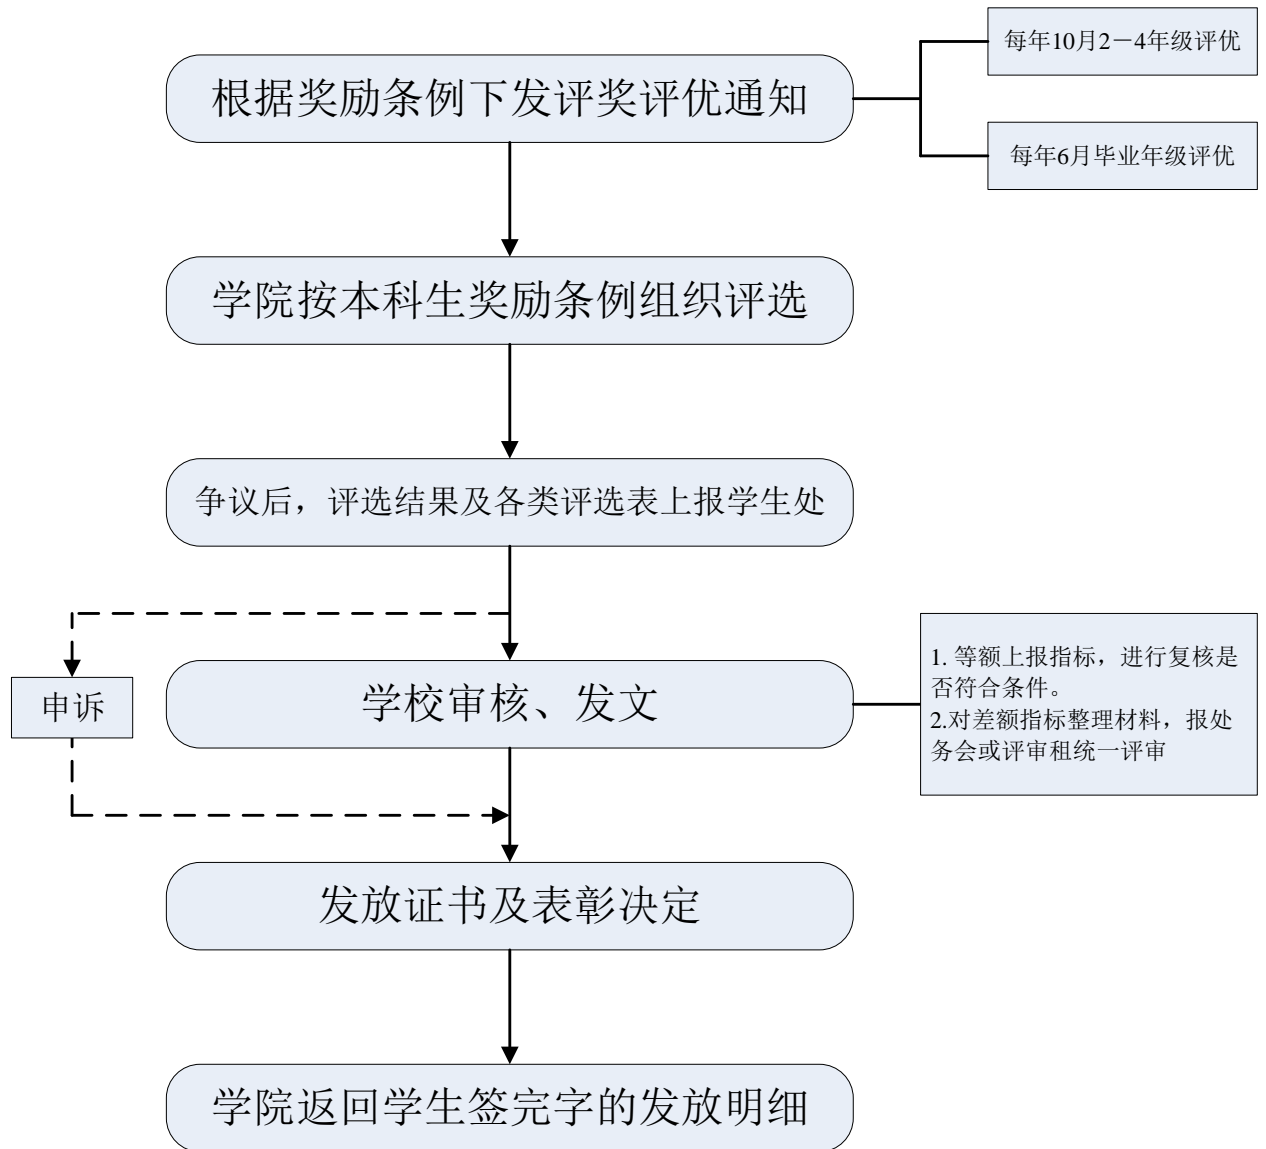 每年10月2－4年级评优
根据奖励条例下发评奖评优通知
每年6月毕业年级评优
学院按本科生奖励条例组织评选
争议后，评选结果及各类评选表上报学生处
申诉
学校审核、发文
1. 等额上报指标，进行复核是
否符合条件。
2.对差额指标整理材料，报处
务会或评审租统一评审
发放证书及表彰决定
学院返回学生签完字的发放明细